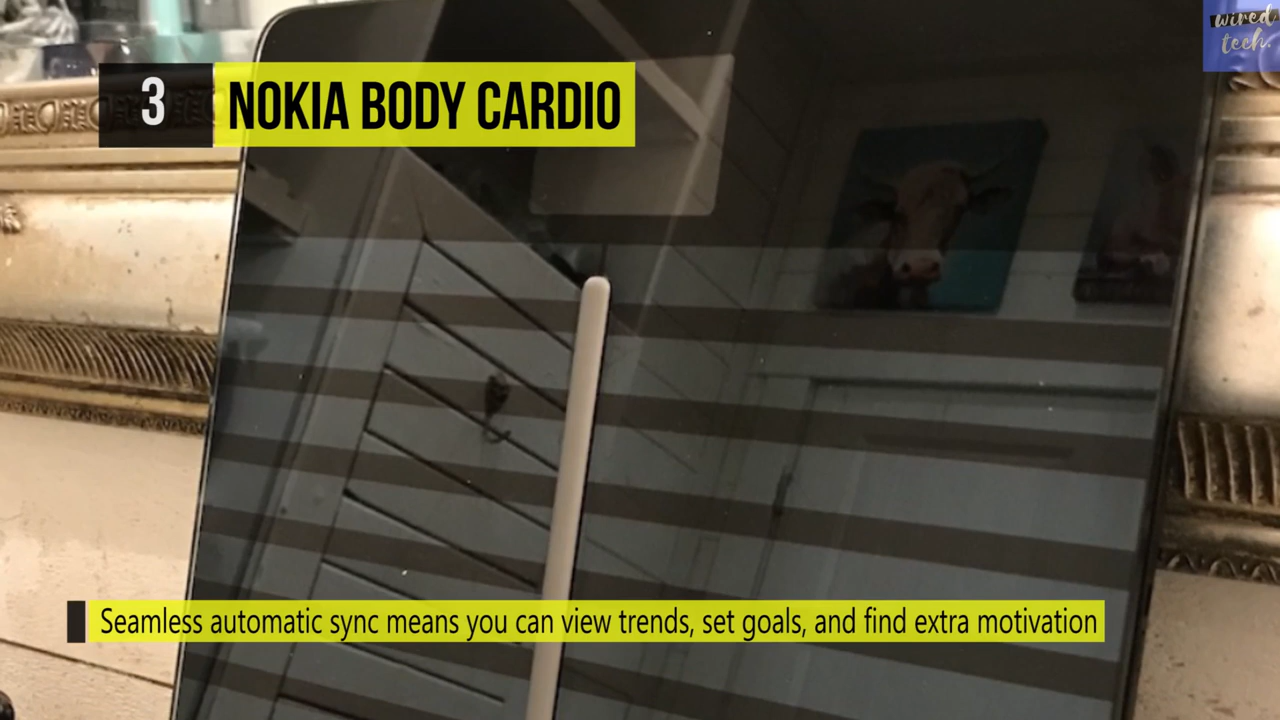 wired
tech.
3
NOKIA BODY CARDIO
Seamless automatic sync means you can view trends, set goals, and find extra motivation